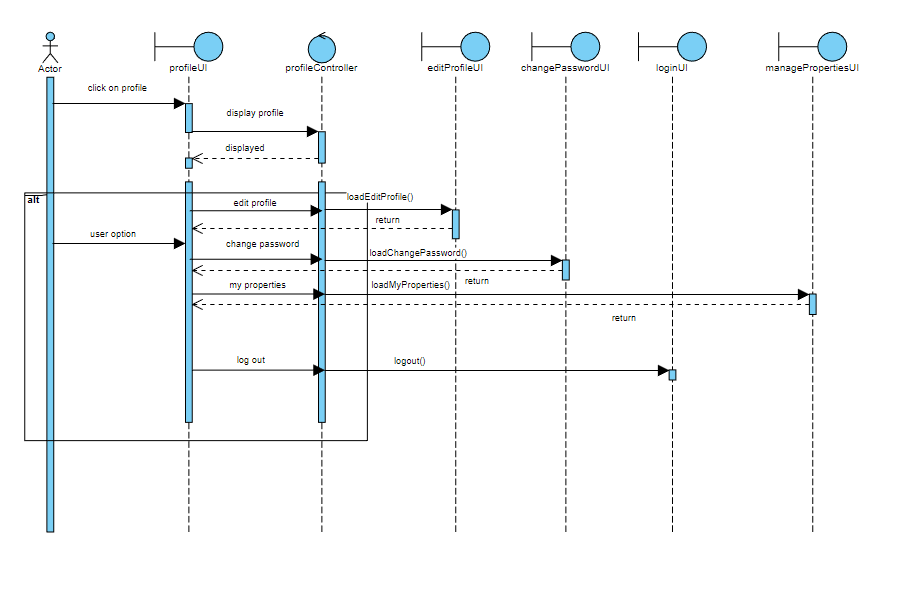 Actor
profileUI
profileController
editProfileUI
changePasswordUI
loginUI
managePropertiesUI
click on profile
display profile
displayed
alt
edit profile
loadEditProfile()
return
user option
change password
loadChangePassword()
return
my properties
loadMyProperties()
return
log out
logout()